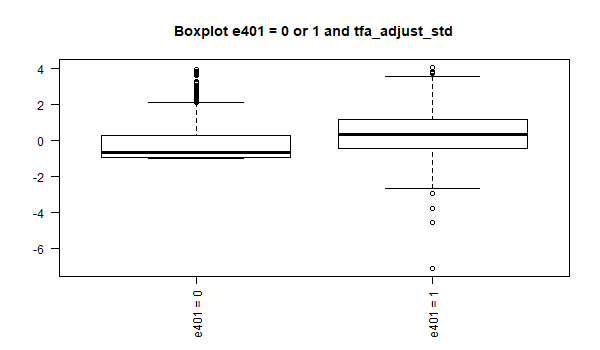 Boxplot e401 = 0 or 1 and tfa_adjust_std
4
2
0
-2
-4
-6
e401 = 0
e401 = 1